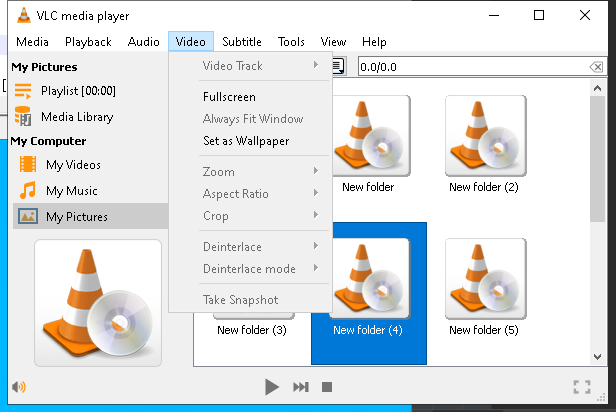 VLC media player
Media Playback Audio Video Subtitle Tools View Help
My Pictures
Playlist [00:00]
Media Library
My Computer
My Videos
My Music
My Pictures
Video Track
Fullscreen
Always Fit Window
Set as Wallpaper
Zoom
Aspect Ratio
Crop
Deinterlace
Deinterlace mode
Take Snapshot
0.0/0.0
New folder New folder (2)
New folder (3) New folder (4) New folder (5)